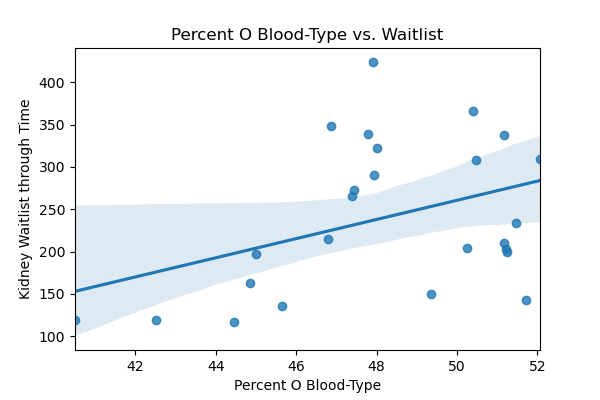 Percent O Blood-Type vs. Waitlist
Kidney Waitlist through Time
400
350
300
250
200
150
100
42 44 46 48 50 52
Percent O Blood-Type